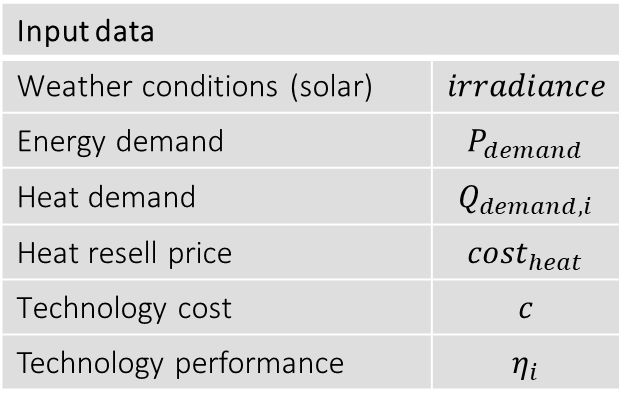 Input data
Weather conditions (solar) irradiance
Energy demand P_demand
Heat demand Q_demand,i
Heat resell price cost_heat
Technology cost c
Technology performance η_i